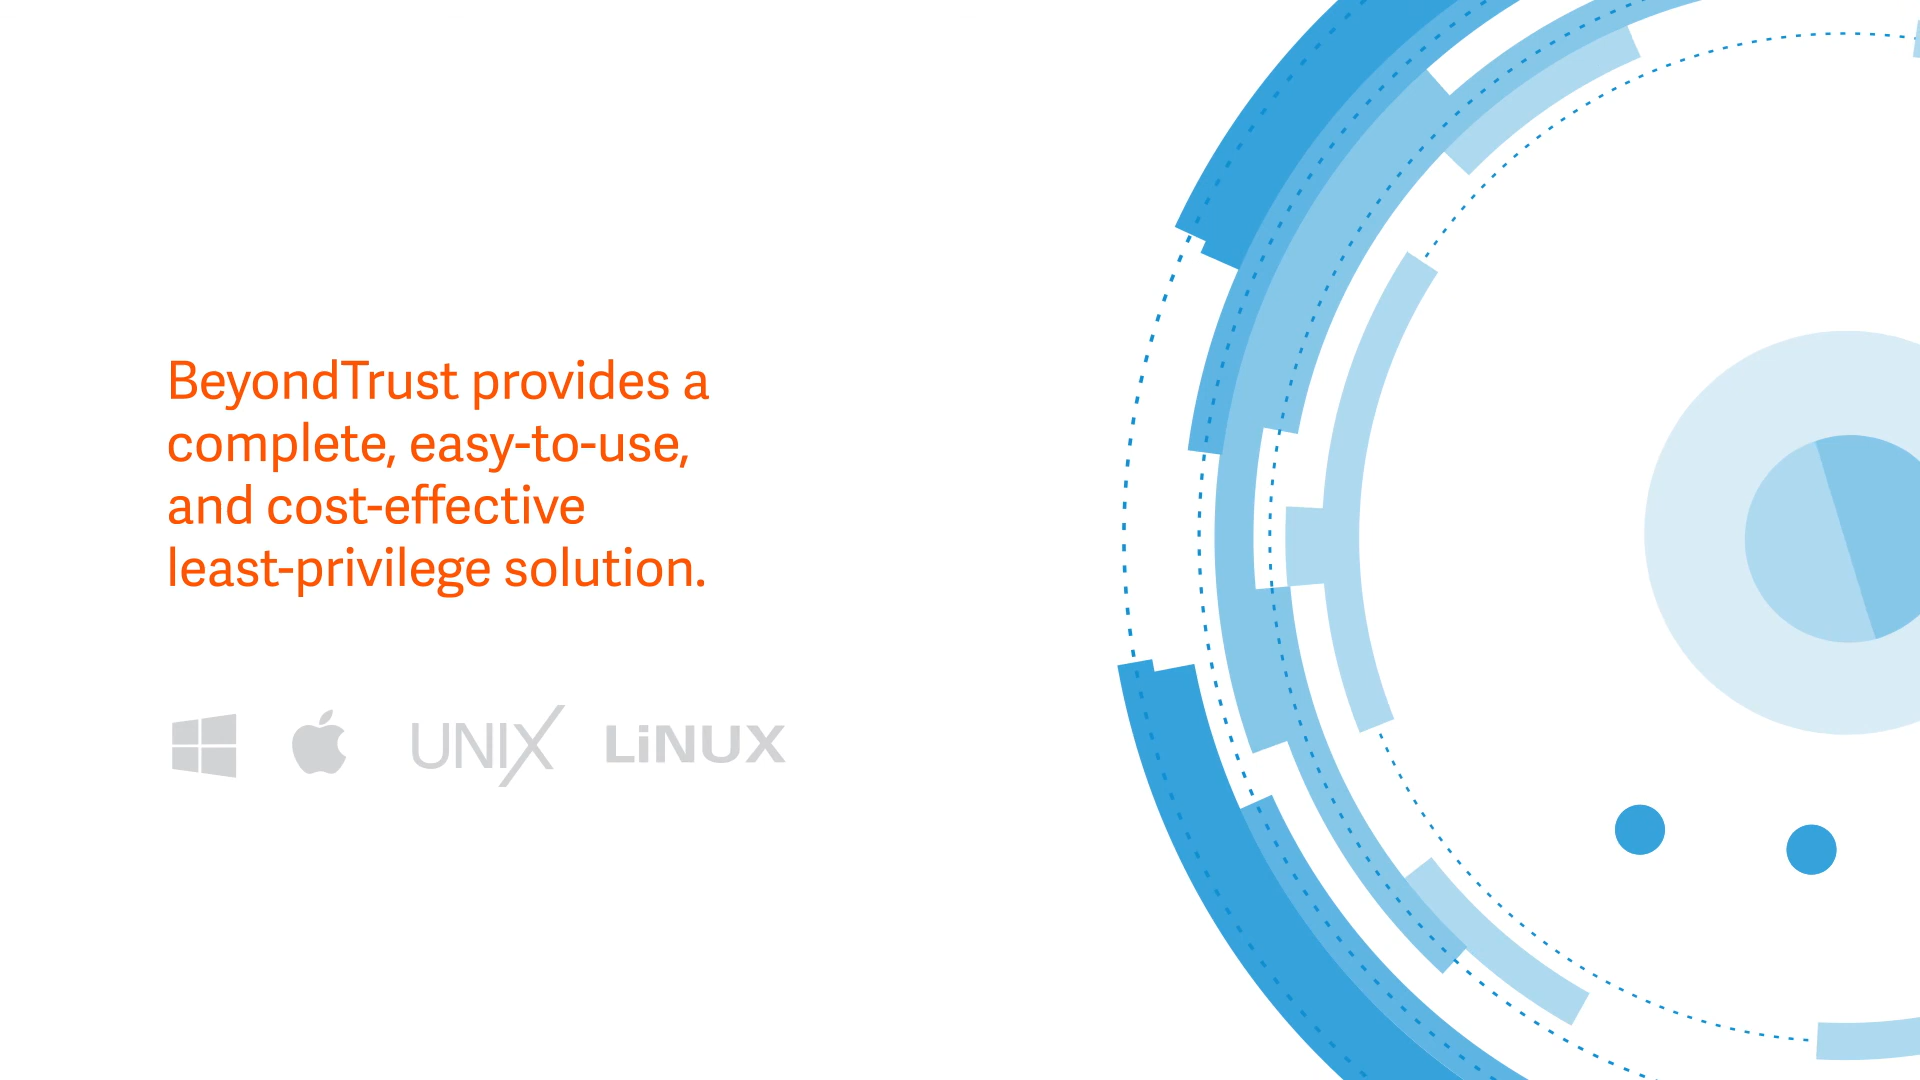 BeyondTrust provides a
complete, easy-to-use,
and cost-effective
least-privilege solution.
UNIX LiNUX